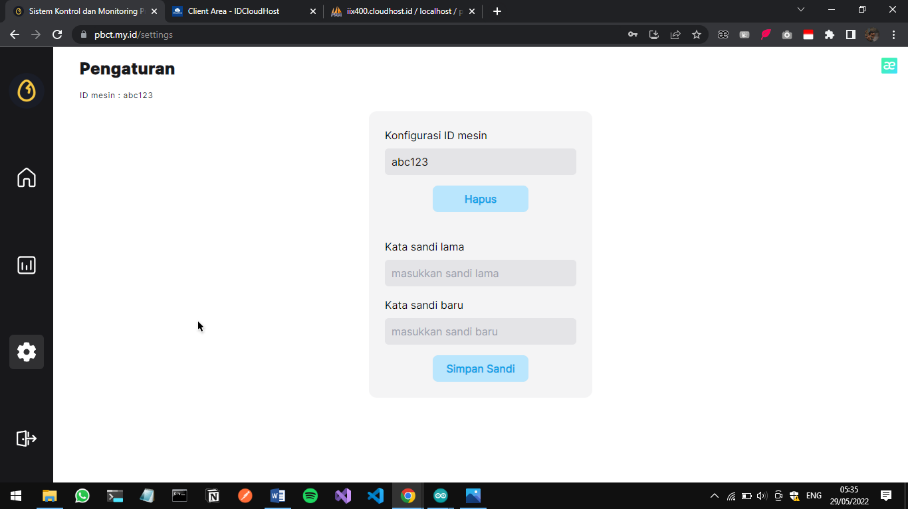 Sistem Kontrol dan Monitoring P
Client Area - IDCloudHost
iix400.cloudhost.id / localhost / p
pbct.my.id/settings
Pengaturan
ID mesin : abc123
æ
Konfigurasi ID mesin
abc123
Hapus
Kata sandi lama
masukkan sandi lama
Kata sandi baru
masukkan sandi baru
Simpan Sandi
ENG
05:35
29/05/2022